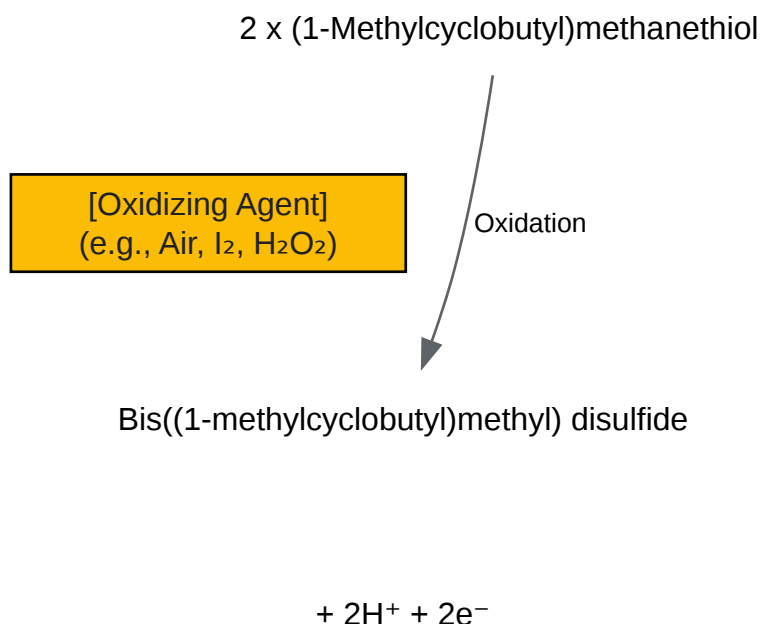 2 x (1-Methylcyclobutyl)methanethiol
[Oxidizing Agent]
(e.g., Air, I₂, H₂O₂)
Oxidation
Bis((1-methylcyclobutyl)methyl) disulfide
+ 2H⁺ + 2e⁻